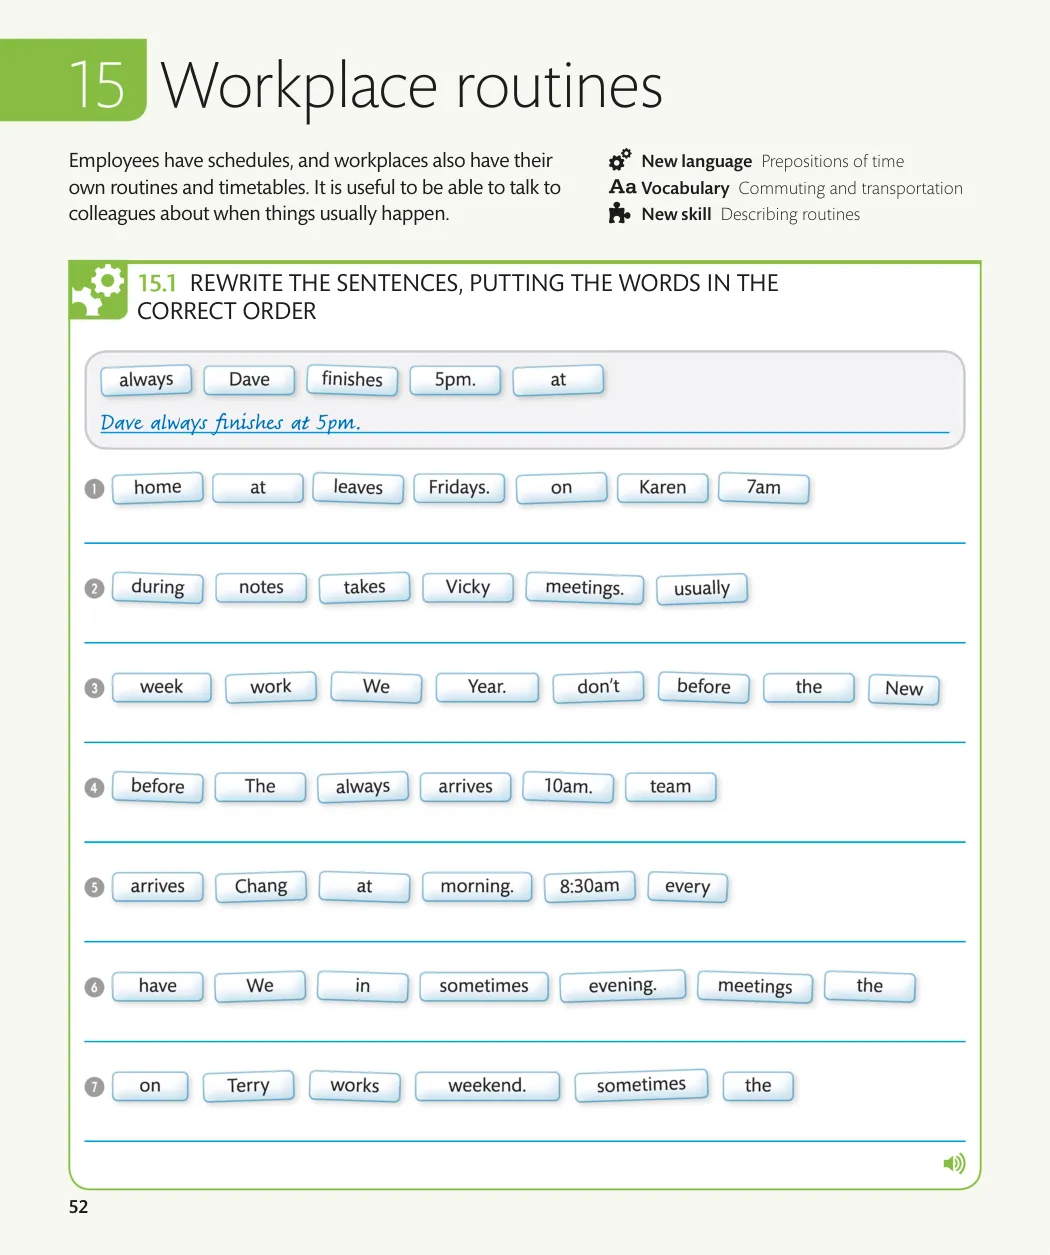 15 Workplace routines
Employees have schedules, and workplaces also have their
own routines and timetables. It is useful to be able to talk to
colleagues about when things usually happen.
New language Prepositions of time
Aa Vocabulary Commuting and transportation
New skill Describing routines
15.1 REWRITE THE SENTENCES, PUTTING THE WORDS IN THE
CORRECT ORDER
always Dave finishes 5pm. at
Dave always finishes at 5pm.
1 home at leaves Fridays. on Karen 7am
2 during notes takes Vicky meetings. usually
3 week work We Year. don't before the New
4 before The always arrives 10am. team
5 arrives Chang at morning. 8:30am every
6 have We in sometimes evening. meetings the
7 on Terry works weekend. sometimes the
52